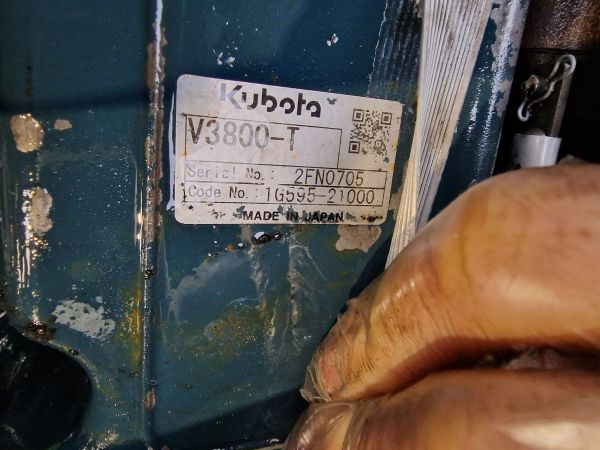 Kubota
V3800-T
Serial No.: 2FN0705
Code No.: 1G595-21000
MADE IN JAPAN